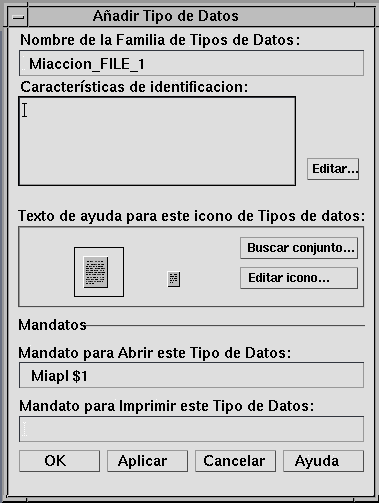 Añadir Tipo de Datos
Nombre de la Familia de Tipos de Datos:
Miaccion_FILE_1
Características de identificacion:
Editar...
Texto de ayuda para este icono de Tipos de datos:
Buscar conjunto...
Editar icono...
Mandatos
Mandato para Abrir este Tipo de Datos:
Miapl $1
Mandato para Imprimir este Tipo de Datos:
OK Aplicar Cancelar Ayuda